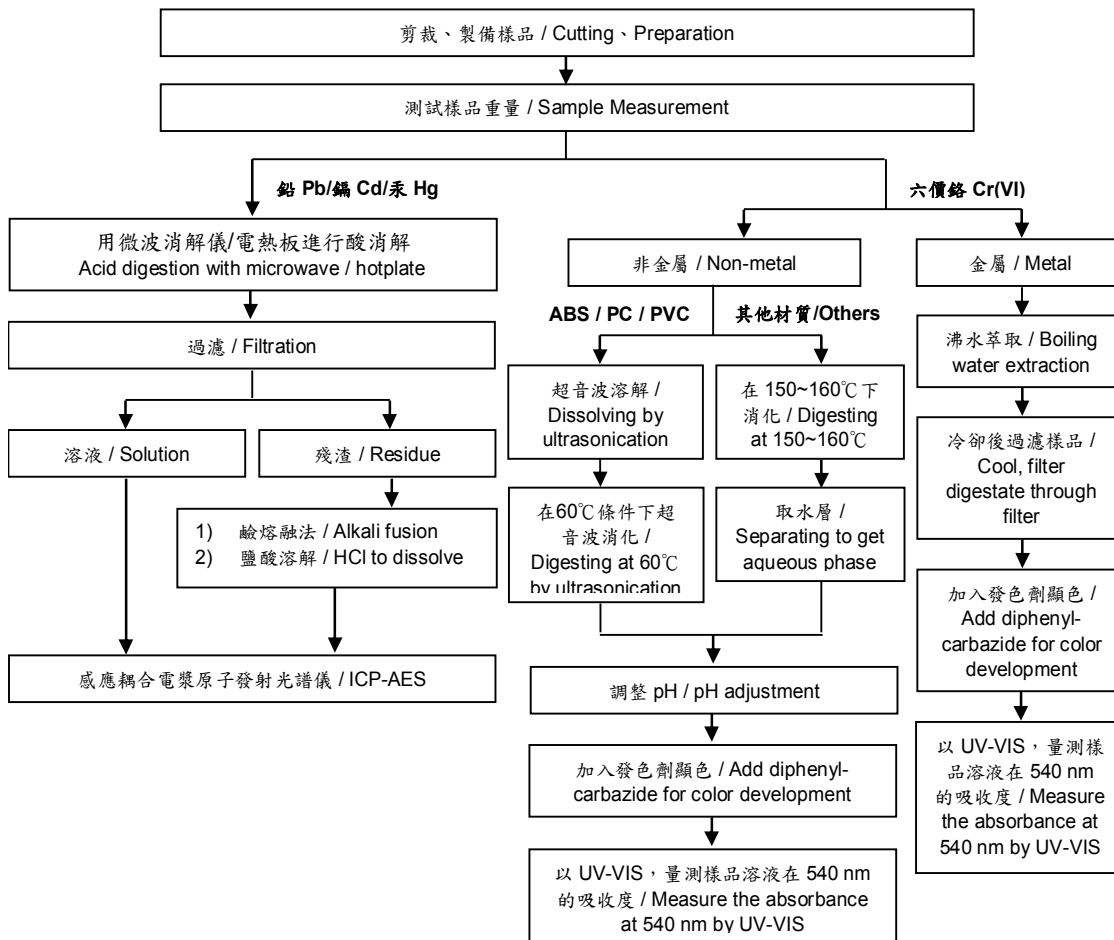 剪裁、製備樣品 / Cutting、Preparation
測試樣品重量 / Sample Measurement
鉛 Pb/鎘 Cd/汞 Hg
六價鉻 Cr(VI)
用微波消解儀/電熱板進行酸消解
Acid digestion with microwave / hotplate
過濾 / Filtration
溶液 / Solution
殘渣 / Residue
1) 鹼熔融法 / Alkali fusion
2) 鹽酸溶解 / HCl to dissolve
感應耦合電漿原子發射光譜儀 / ICP-AES
非金屬 / Non-metal
ABS / PC / PVC
其他材質/Others
超音波溶解 /
Dissolving by
ultrasonication
在60℃條件下超
音波消化 /
Digesting at 60℃
by ultrasonication
在 150~160℃下
消化 / Digesting
at 150~160℃
取水層 /
Separating to get
aqueous phase
調整 pH / pH adjustment
加入發色劑顯色 / Add diphenyl-
carbazide for color development
以 UV-VIS，量測樣品溶液在 540 nm
的吸收度 / Measure the absorbance
at 540 nm by UV-VIS
金屬 / Metal
沸水萃取 / Boiling
water extraction
冷卻後過濾樣品 /
Cool, filter
digestate through
filter
加入發色劑顯色 /
Add diphenyl-
carbazide for color
development
以 UV-VIS，量測樣
品溶液在 540 nm
的吸收度 / Measure
the absorbance at
540 nm by UV-VIS